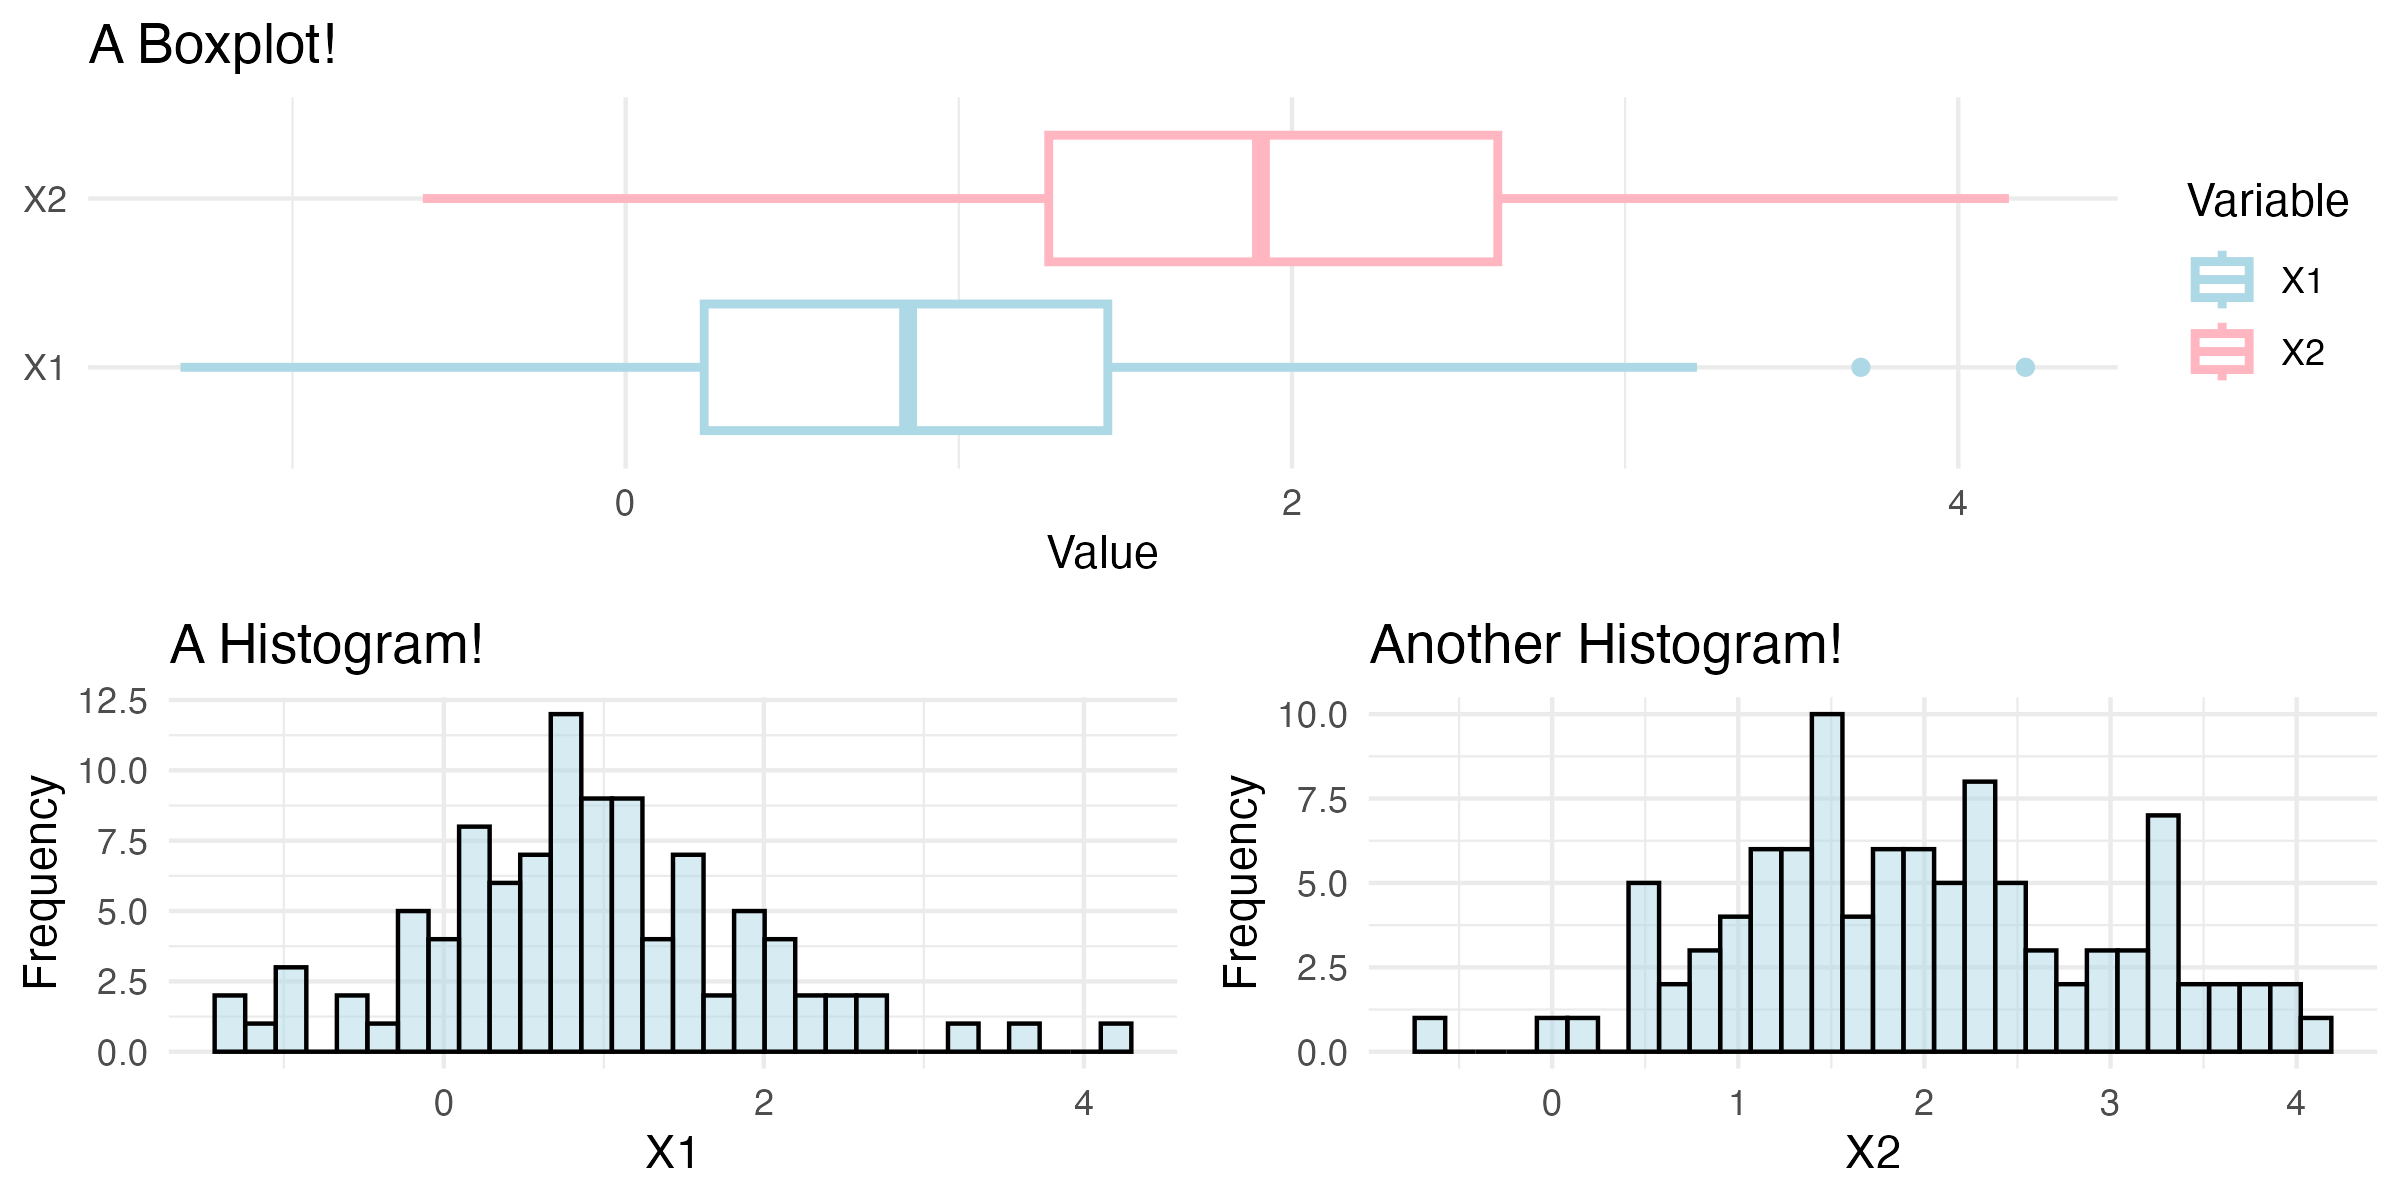 A Boxplot!
X2
X1
0 2 4
Value
Variable
X1
X2
A Histogram!
12.5
10.0
7.5
5.0
2.5
0.0
Frequency
0 2 4
X1
Another Histogram!
10.0
7.5
5.0
2.5
0.0
Frequency
0 1 2 3 4
X2